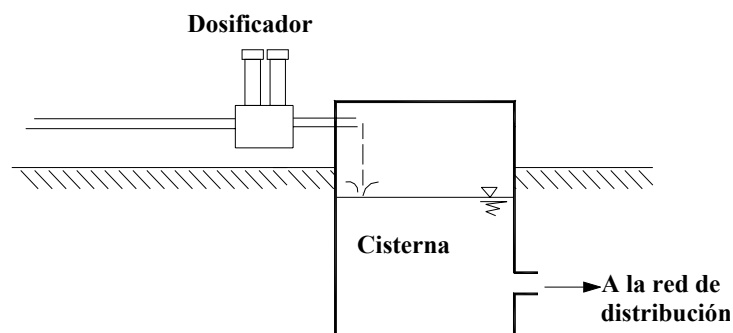 Dosificador
Cisterna
A la red de
distribución